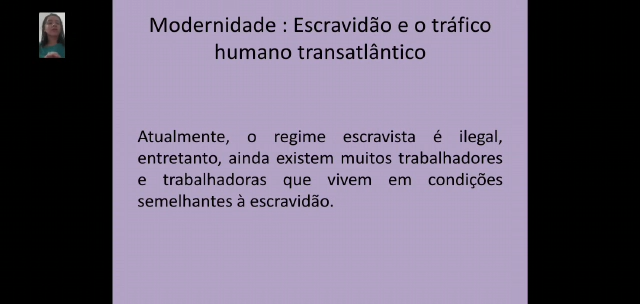 Modernidade : Escravidão e o tráfico
humano transatlântico
Atualmente, o regime escravista é ilegal,
entretanto, ainda existem muitos trabalhadores
e trabalhadoras que vivem em condições
semelhantes à escravidão.